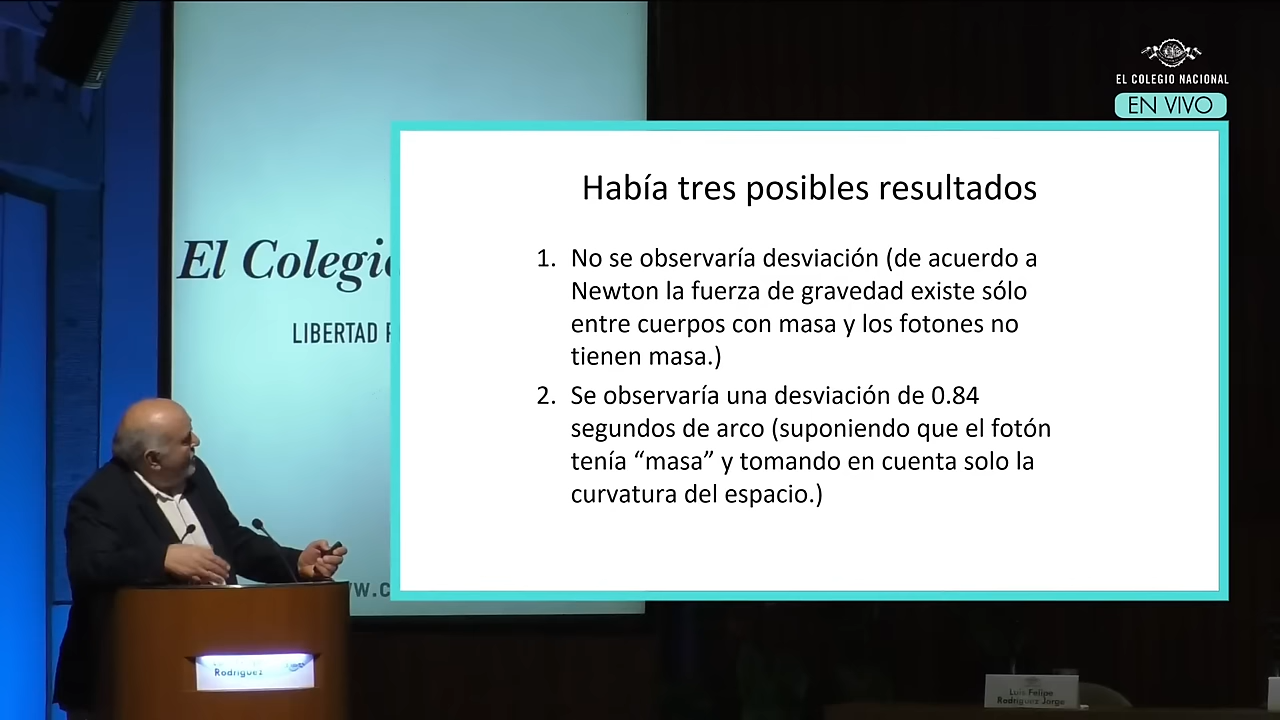 EL COLEGIO NACIONAL
EN VIVO
Había tres posibles resultados
1. No se observaría desviación (de acuerdo a
Newton la fuerza de gravedad existe sólo
entre cuerpos con masa y los fotones no
tienen masa.)
2. Se observaría una desviación de 0.84
segundos de arco (suponiendo que el fotón
tenía “masa” y tomando en cuenta solo la
curvatura del espacio.)
El Colegi
LIBERTAD
Rodríguez
Luis Felipe
Rodríguez Jorge